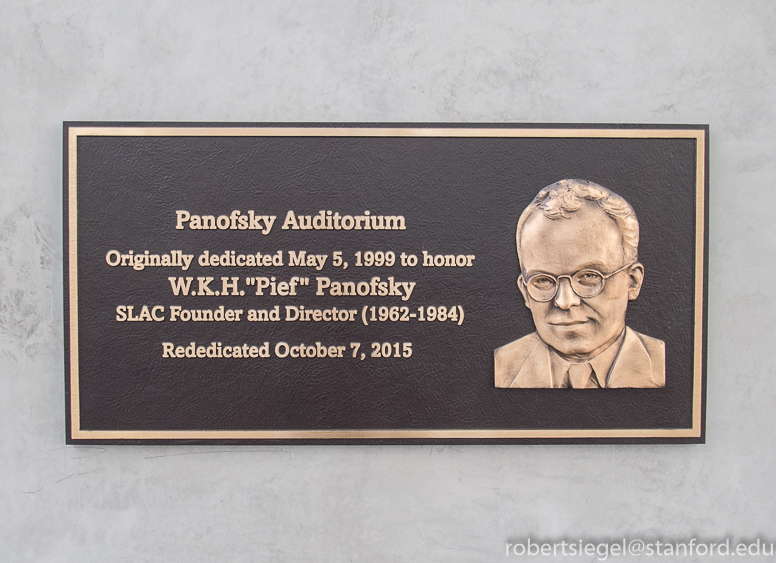 Panofsky Auditorium
Originally dedicated May 5, 1999 to honor
W.K.H."Pief" Panofsky
SLAC Founder and Director (1962-1984)
Rededicated October 7, 2015
robertsiegel@stanford.edu